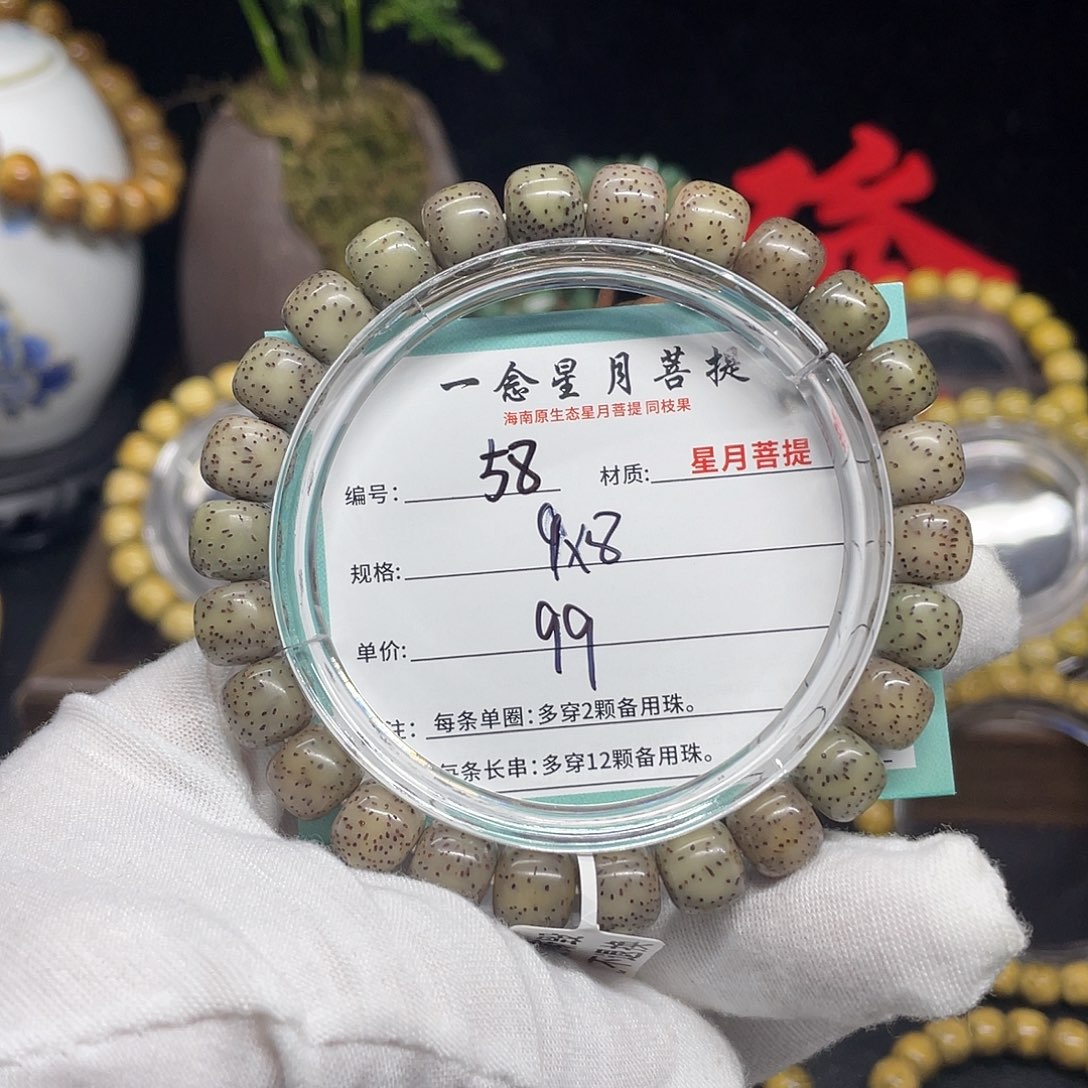 一念星月菩提
海南原生态星月菩提同枝果
编号: 58 材质: 星月菩提
规格: 9x8
单价: 99
注: 每条单圈:多穿2颗备用珠。
每条长串:多穿12颗备用珠。